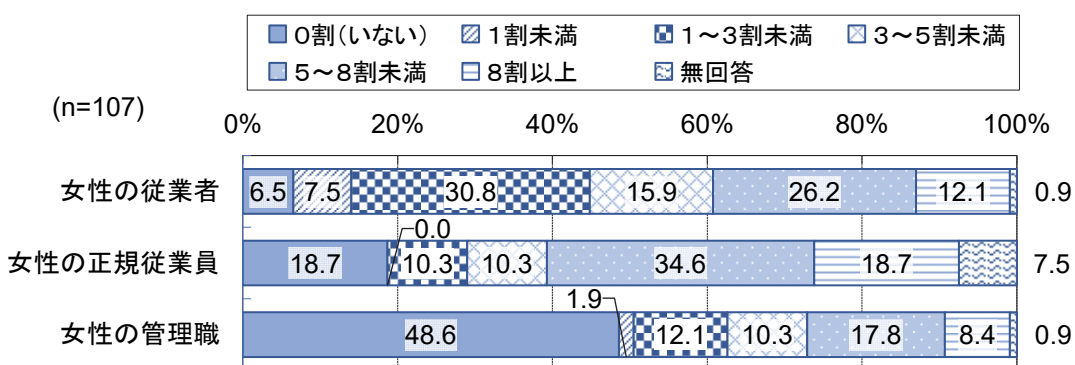 0割(いない) 1割未満 1～3割未満 3～5割未満
5～8割未満 8割以上 無回答
(n=107)
0% 20% 40% 60% 80% 100%
女性の従業者 6.5 7.5 30.8 15.9 26.2 12.1 0.9
0.0
女性の正規従業員 18.7 10.3 10.3 34.6 18.7 7.5
1.9
女性の管理職 48.6 12.1 10.3 17.8 8.4 0.9